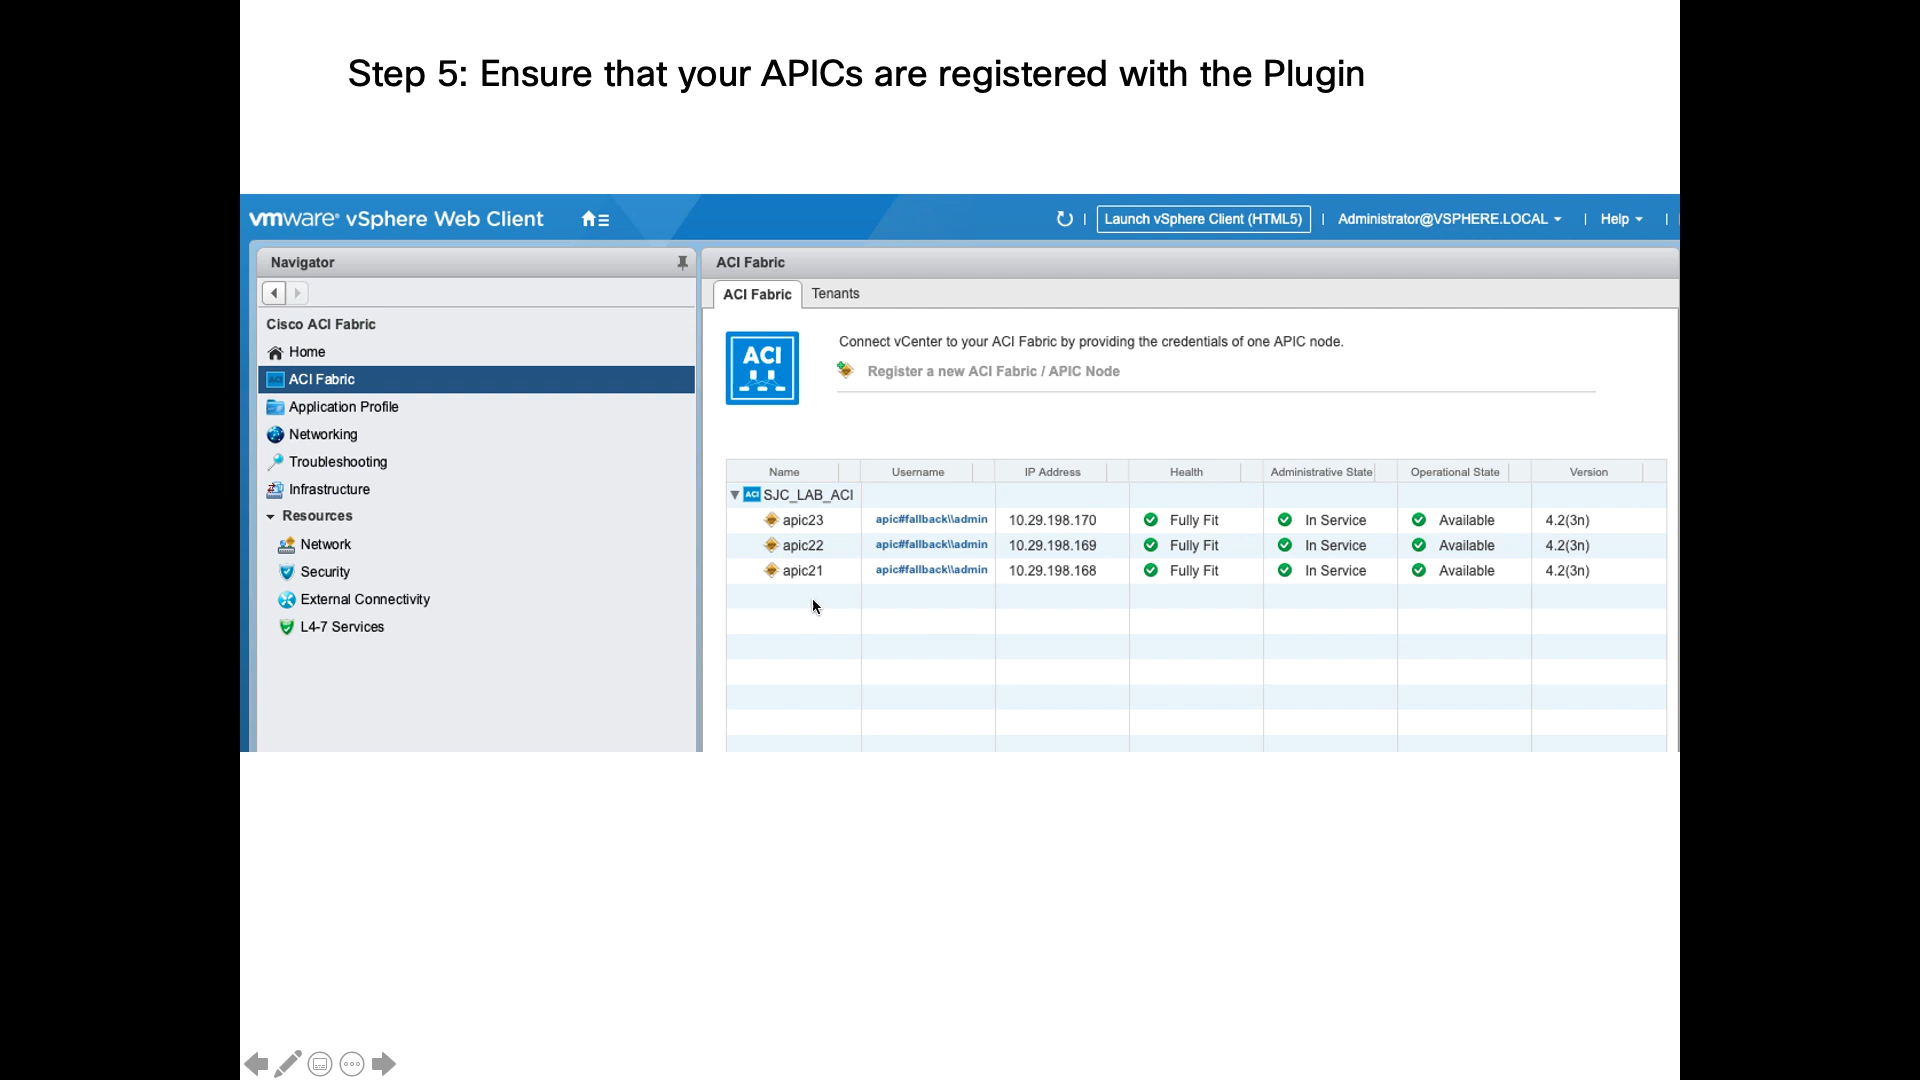 Step 5: Ensure that your APICs are registered with the Plugin
vmware® vSphere Web Client
Launch vSphere Client (HTML5)
Administrator@VSPHERE.LOCAL
Help
Navigator
Cisco ACI Fabric
Home
ACI Fabric
Application Profile
Networking
Troubleshooting
Infrastructure
Resources
Network
Security
External Connectivity
L4-7 Services
ACI Fabric
ACI Fabric Tenants
ACI
Connect vCenter to your ACI Fabric by providing the credentials of one APIC node.
Register a new ACI Fabric / APIC Node
Name Username IP Address Health Administrative State Operational State Version
ACI SJC_LAB_ACI
apic23 apic#fallback\\admin 10.29.198.170 Fully Fit In Service Available 4.2(3n)
apic22 apic#fallback\\admin 10.29.198.169 Fully Fit In Service Available 4.2(3n)
apic21 apic#fallback\\admin 10.29.198.168 Fully Fit In Service Available 4.2(3n)